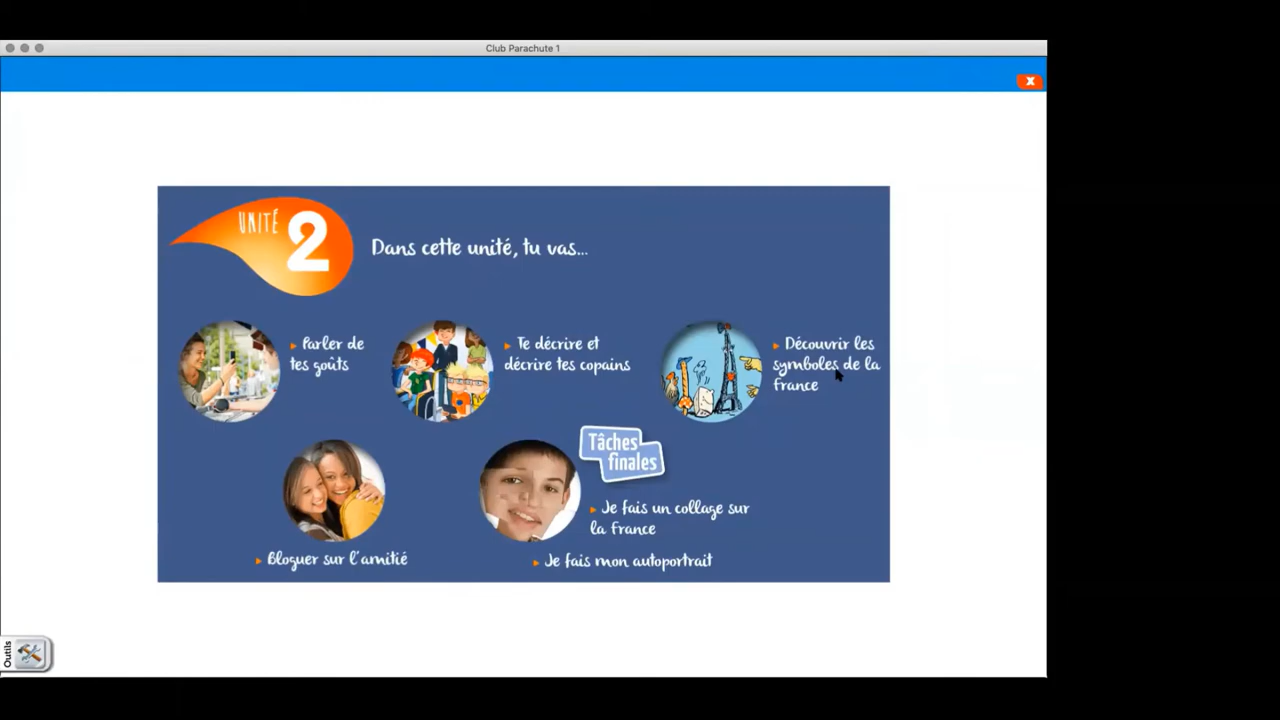 Club Parachute 1
X
UNITÉ 2
Dans cette unité, tu vas...
Parler de
tes goûts
Te décrire et
décrire tes copains
Découvrir les
symboles de la
france
Bloguer sur l'amitié
Tâches
finales
Je fais un collage sur
la france
Je fais mon autoportrait
Outils